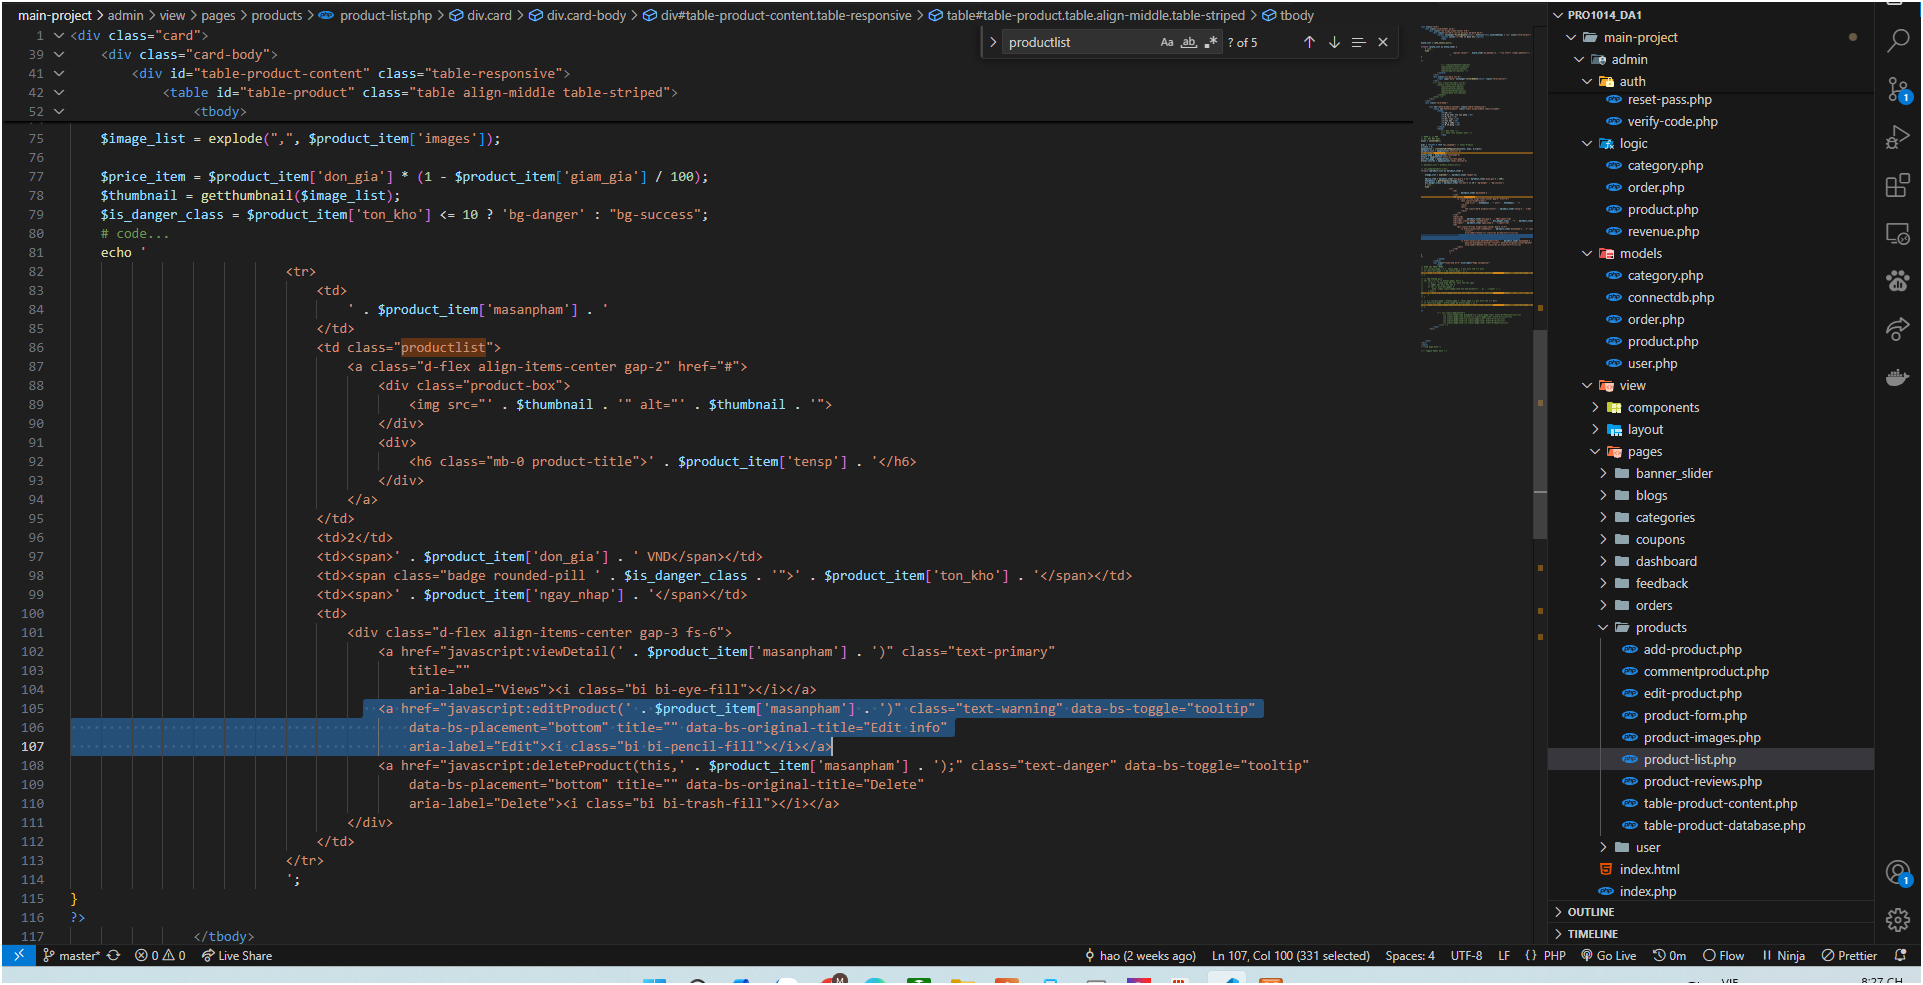 main-project > admin > view > pages > products > product-list.php > div.card > div.card-body > div#table-product-content.table-responsive > table#table-product.table.align-middle.table-striped > tbody
1 <div class="card">
39 <div class="card-body">
41 <div id="table-product-content" class="table-responsive">
42 <table id="table-product" class="table align-middle table-striped">
52 <tbody>
productlist Aa ab .* ? of 5
75 $image_list = explode(",", $product_item['images']);
76
77 $price_item = $product_item['don_gia'] * (1 - $product_item['giam_gia'] / 100);
78 $thumbnail = getthumbnail($image_list);
79 $is_danger_class = $product_item['ton_kho'] <= 10 ? 'bg-danger' : "bg-success";
80 # code...
81 echo '
82 <tr>
83 <td>
84 ' . $product_item['masanpham'] . '
85 </td>
86 <td class="productlist">
87 <a class="d-flex align-items-center gap-2" href="#">
88 <div class="product-box">
89 <img src="' . $thumbnail . '" alt="' . $thumbnail . '">
90 </div>
91 <div>
92 <h6 class="mb-0 product-title">' . $product_item['tensp'] . '</h6>
93 </div>
94 </a>
95 </td>
96 <td>2</td>
97 <td><span>' . $product_item['don_gia'] . ' VND</span></td>
98 <td><span class="badge rounded-pill ' . $is_danger_class . '">' . $product_item['ton_kho'] . '</span></td>
99 <td><span>' . $product_item['ngay_nhap'] . '</span></td>
100 <td>
101 <div class="d-flex align-items-center gap-3 fs-6">
102 <a href="javascript:viewDetail(' . $product_item['masanpham'] . ')" class="text-primary"
103 title=""
104 aria-label="Views"><i class="bi bi-eye-fill"></i></a>
105 <a href="javascript:editProduct(' . $product_item['masanpham'] . ')" class="text-warning" data-bs-toggle="tooltip"
106 data-bs-placement="bottom" title="" data-bs-original-title="Edit info"
107 aria-label="Edit"><i class="bi bi-pencil-fill"></i></a>
108 <a href="javascript:deleteProduct(this,' . $product_item['masanpham'] . ');" class="text-danger" data-bs-toggle="tooltip"
109 data-bs-placement="bottom" title="" data-bs-original-title="Delete"
110 aria-label="Delete"><i class="bi bi-trash-fill"></i></a>
111 </div>
112 </td>
113 </tr>
114 ';
115 }
116 ?>
117 </tbody>
PRO1014_DA1
main-project
admin
auth
reset-pass.php
verify-code.php
logic
category.php
order.php
product.php
revenue.php
models
category.php
connectdb.php
order.php
product.php
user.php
view
components
layout
pages
banner_slider
blogs
categories
coupons
dashboard
feedback
orders
products
add-product.php
commentproduct.php
edit-product.php
product-form.php
product-images.php
product-list.php
product-reviews.php
table-product-content.php
table-product-database.php
user
index.html
index.php
OUTLINE
TIMELINE
1
1
master* 0 0 Live Share hao (2 weeks ago) Ln 107, Col 100 (331 selected) Spaces: 4 UTF-8 LF {} PHP Go Live 0m Flow Ninja Prettier
M
VIE
8:27 CH